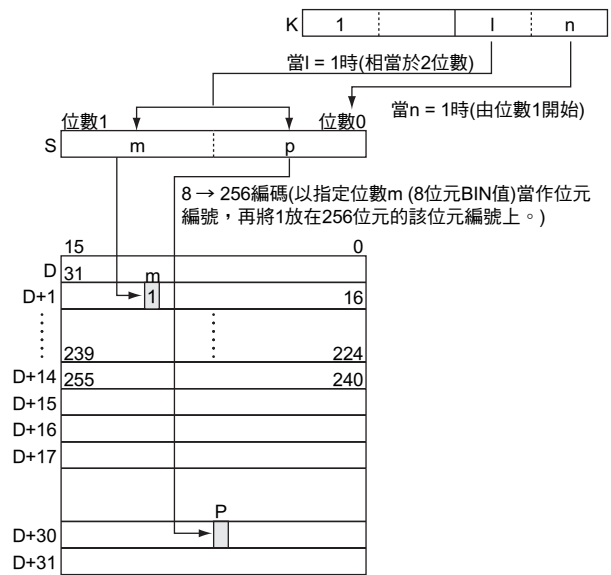 K 1 l n
當l = 1時(相當於2位數)
當n = 1時(由位數1開始)
位數1 位數0
S m p
8 → 256編碼(以指定位數m (8位元BIN值)當作位元
編號，再將1放在256位元的該位元編號上。)
15 0
D 31 m
D+1 1 16
239 224
D+14 255 240
D+15
D+16
D+17
P
D+30
D+31